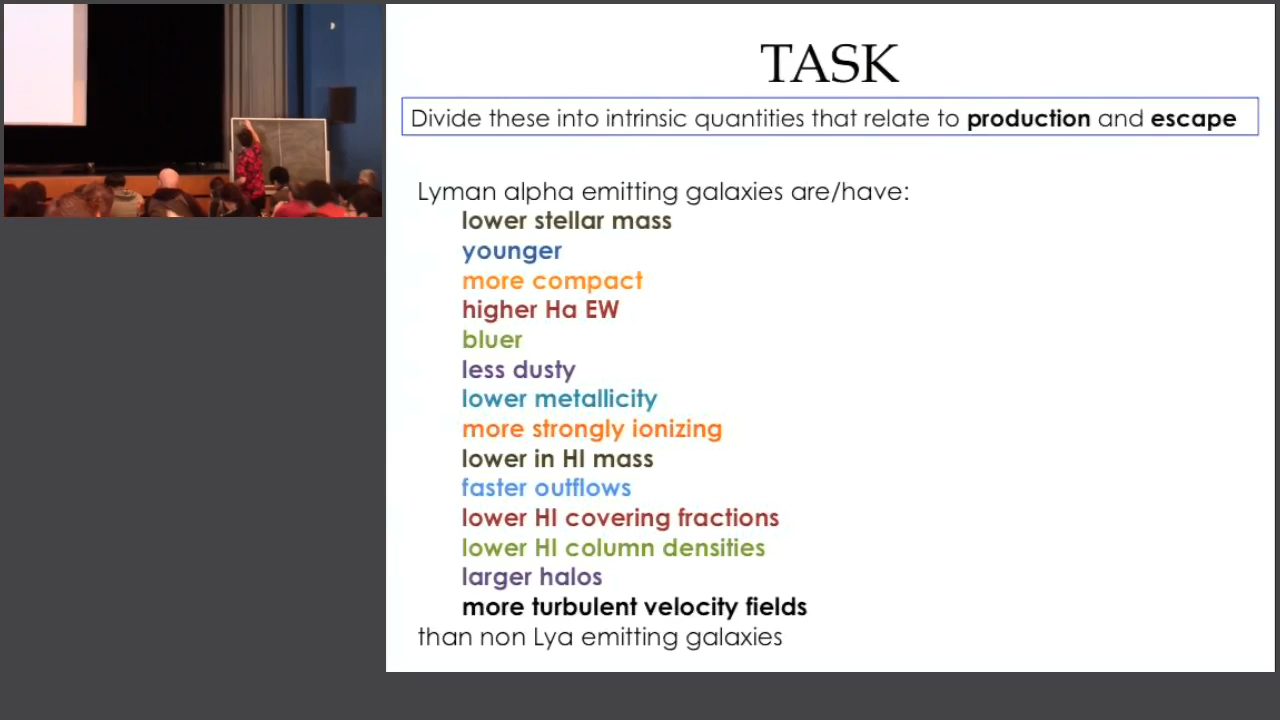 TASK
Divide these into intrinsic quantities that relate to production and escape
Lyman alpha emitting galaxies are/have:
lower stellar mass
younger
more compact
higher Ha EW
bluer
less dusty
lower metallicity
more strongly ionizing
lower in HI mass
faster outflows
lower HI covering fractions
lower HI column densities
larger halos
more turbulent velocity fields
than non Lya emitting galaxies